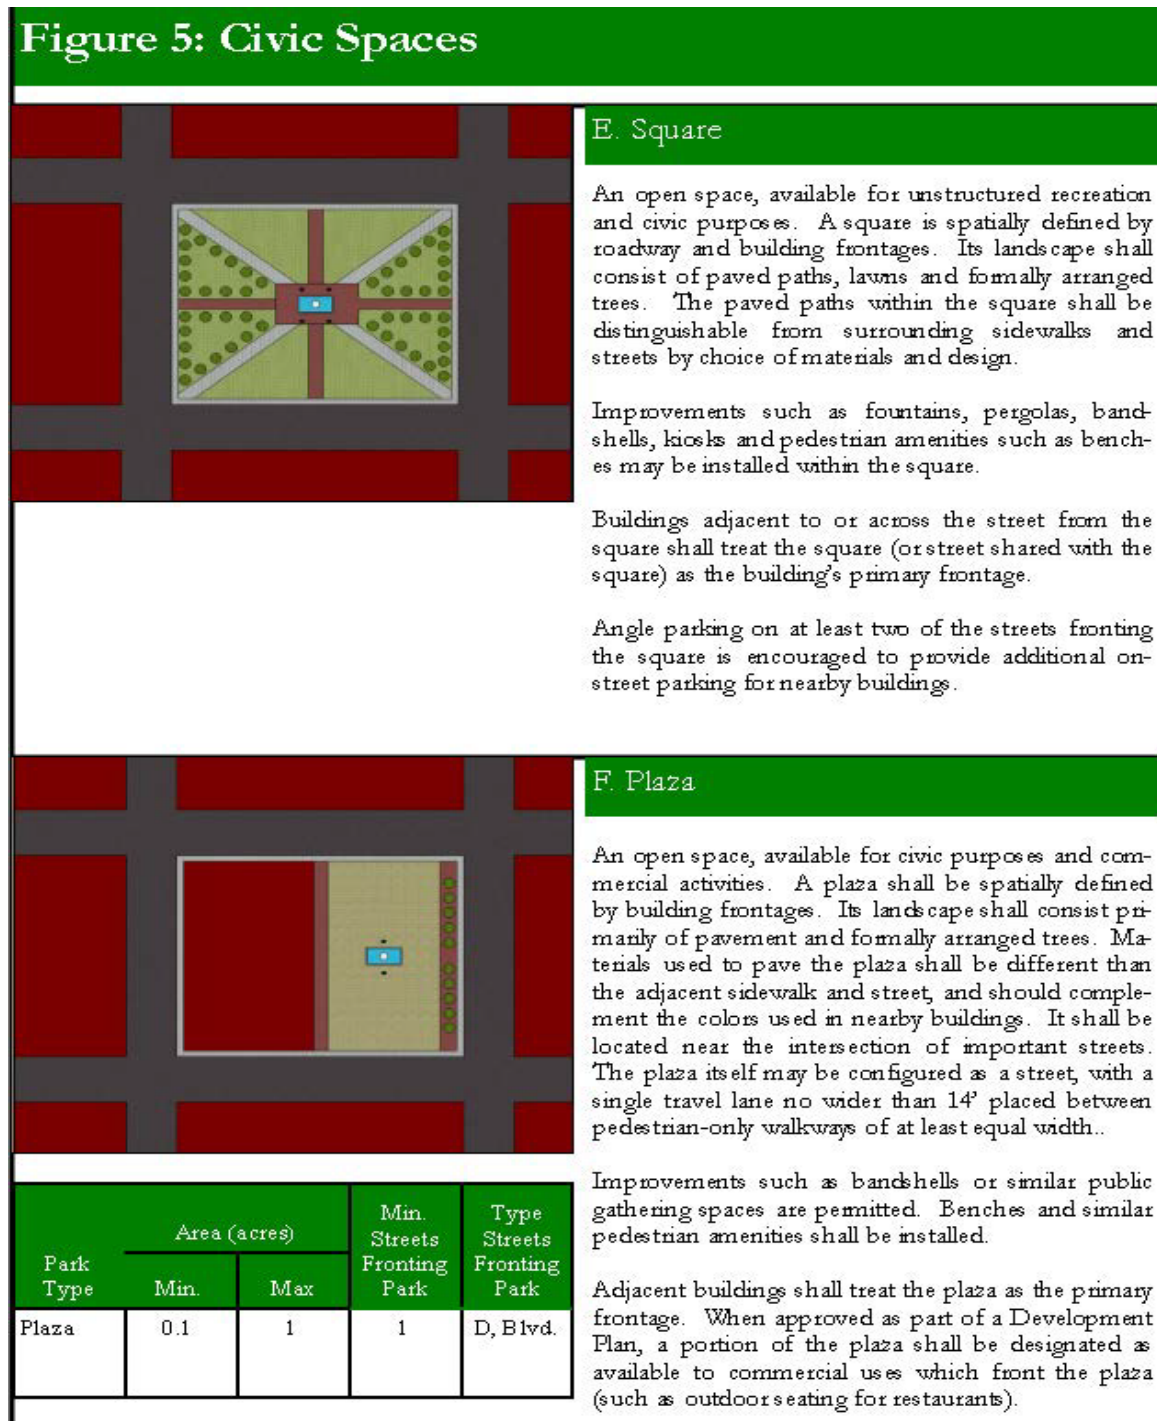 Figure 5: Civic Spaces
E. Square
An open space, available for unstructured recreation
and civic purposes. A square is spatially defined by
roadway and building frontages. Its landscape shall
consist of paved paths, lawns and formally arranged
trees. The paved paths within the square shall be
distinguishable from surrounding sidewalks and
streets by choice of materials and design.
Improvements such as fountains, pergolas, band-
shells, kiosks and pedestrian amenities such as bench-
es may be installed within the square.
Buildings adjacent to or across the street from the
square shall treat the square (or street shared with the
square) as the building's primary frontage.
Angle parking on at least two of the streets fronting
the square is encouraged to provide additional on-
street parking for nearby buildings.
F. Plaza
An open space, available for civic purposes and com-
mercial activities. A plaza shall be spatially defined
by building frontages. Its landscape shall consist pri-
marily of pavement and formally arranged trees. Ma-
terials used to pave the plaza shall be different than
the adjacent sidewalk and street, and should comple-
ment the colors used in nearby buildings. It shall be
located near the intersection of important streets.
The plaza itself may be configured as a street, with a
single travel lane no wider than 14' placed between
pedestrian-only walkways of at least equal width..
Improvements such as bandshells or similar public
gathering spaces are permitted. Benches and similar
pedestrian amenities shall be installed.
Adjacent buildings shall treat the plaza as the primary
frontage. When approved as part of a Development
Plan, a portion of the plaza shall be designated as
available to commercial uses which front the plaza
(such as outdoor seating for restaurants).
Park
Type
Area (acres)
Min.
Max
Min.
Streets
Fronting
Park
Type
Streets
Fronting
Park
Plaza 0.1 1 1 D, Blvd.